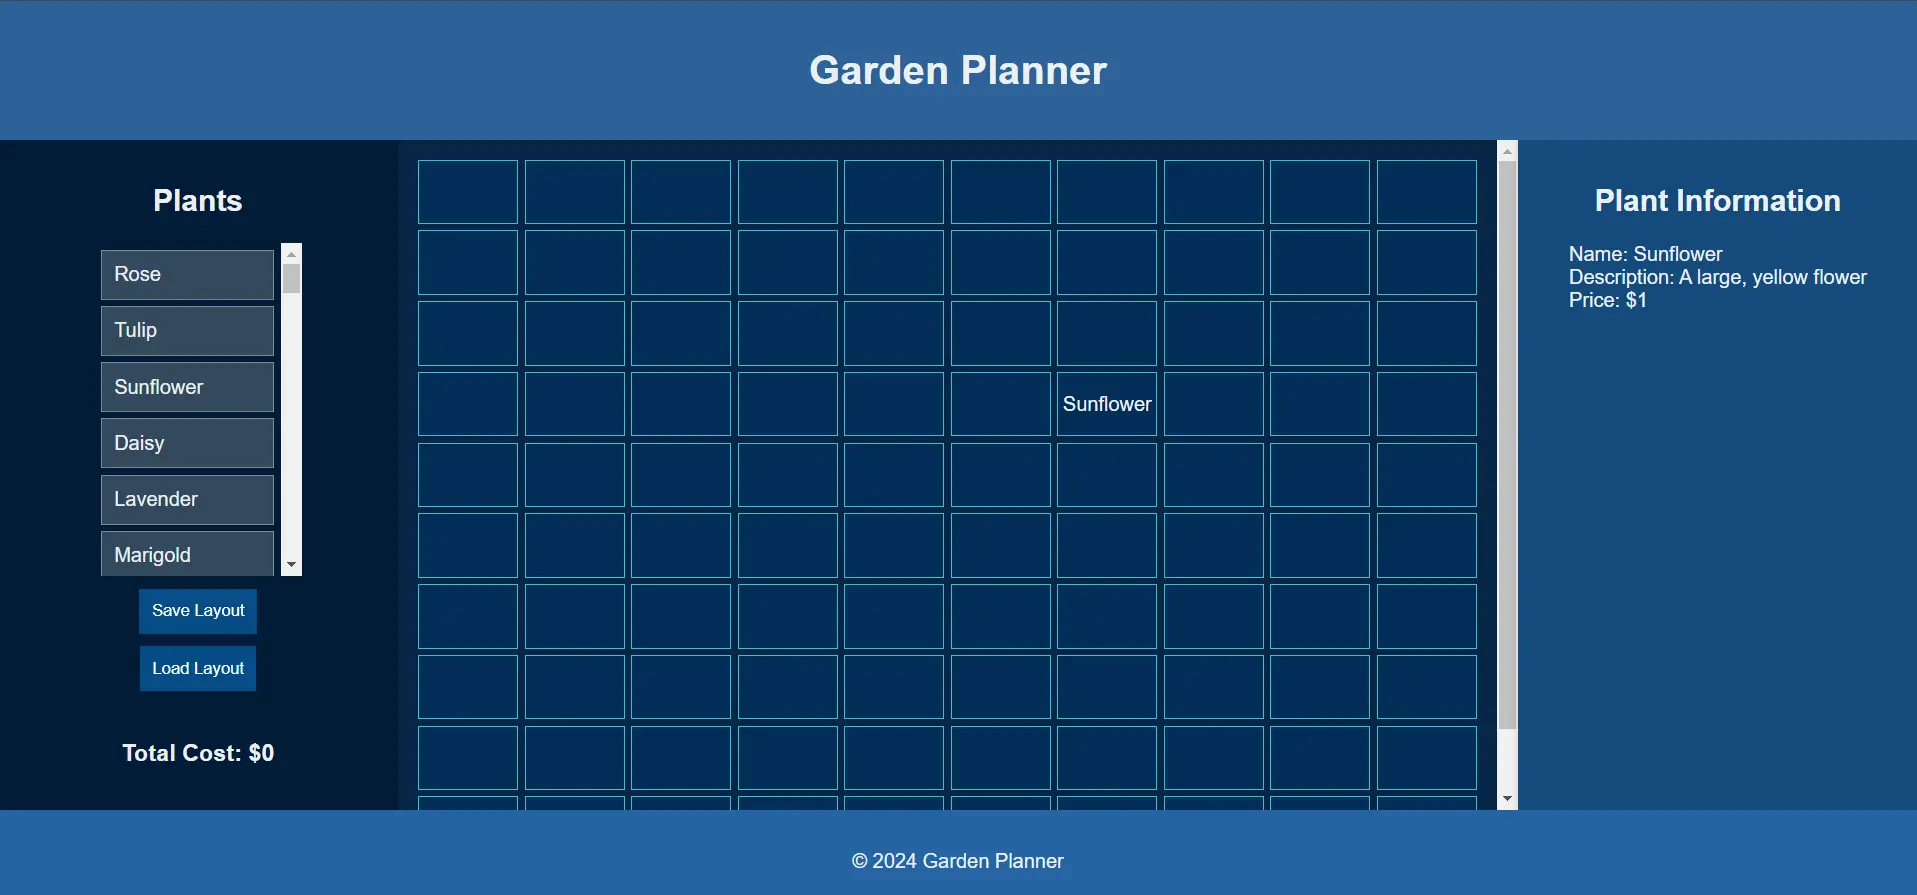 Garden Planner
Plants
Rose
Tulip
Sunflower
Daisy
Lavender
Marigold
Save Layout
Load Layout
Total Cost: $0
Sunflower
Plant Information
Name: Sunflower
Description: A large, yellow flower
Price: $1
© 2024 Garden Planner